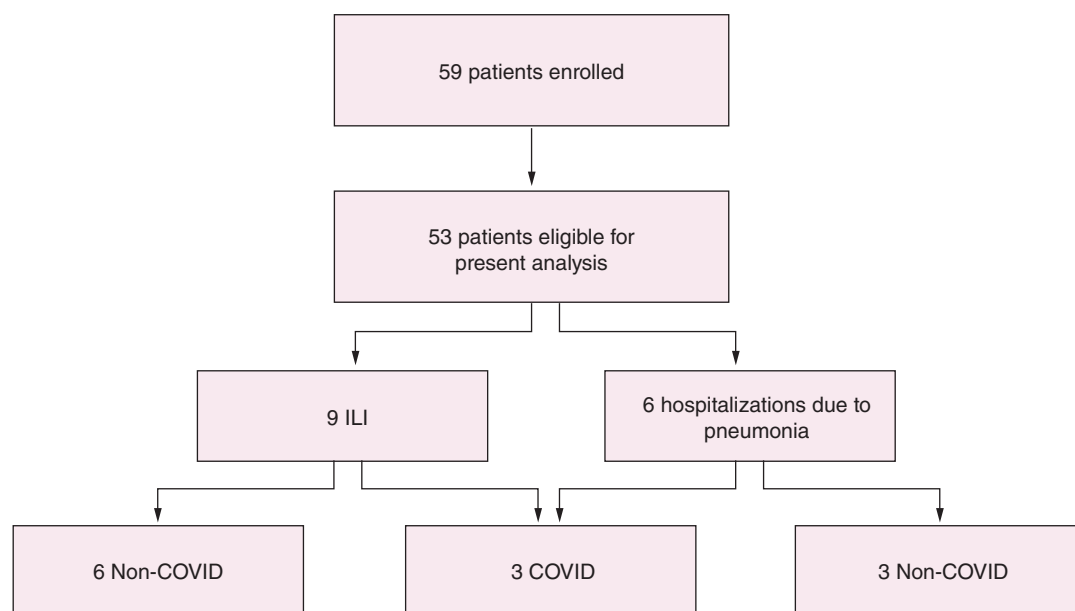 59 patients enrolled
53 patients eligible for
present analysis
9 ILI
6 hospitalizations due to
pneumonia
6 Non-COVID
3 COVID
3 Non-COVID